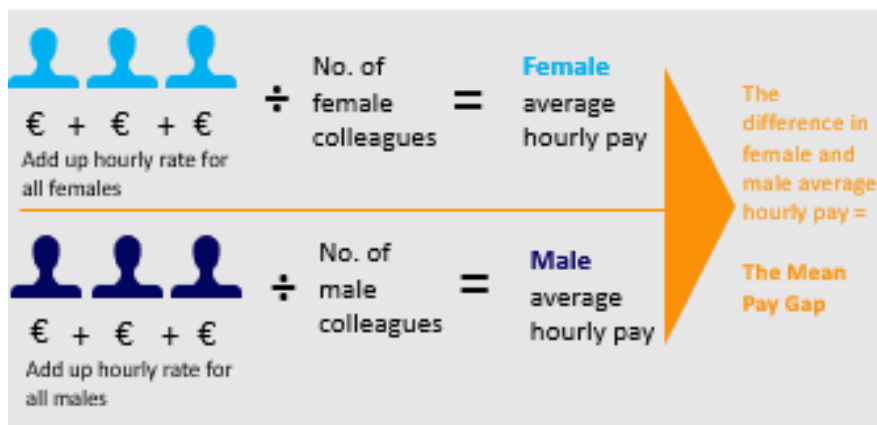 € + € + €
Add up hourly rate for
all females
÷
No. of
female
colleagues
=
Female
average
hourly pay
€ + € + €
Add up hourly rate for
all males
÷
No. of
male
colleagues
=
Male
average
hourly pay
The
difference in
female and
male average
hourly pay =
The Mean
Pay Gap